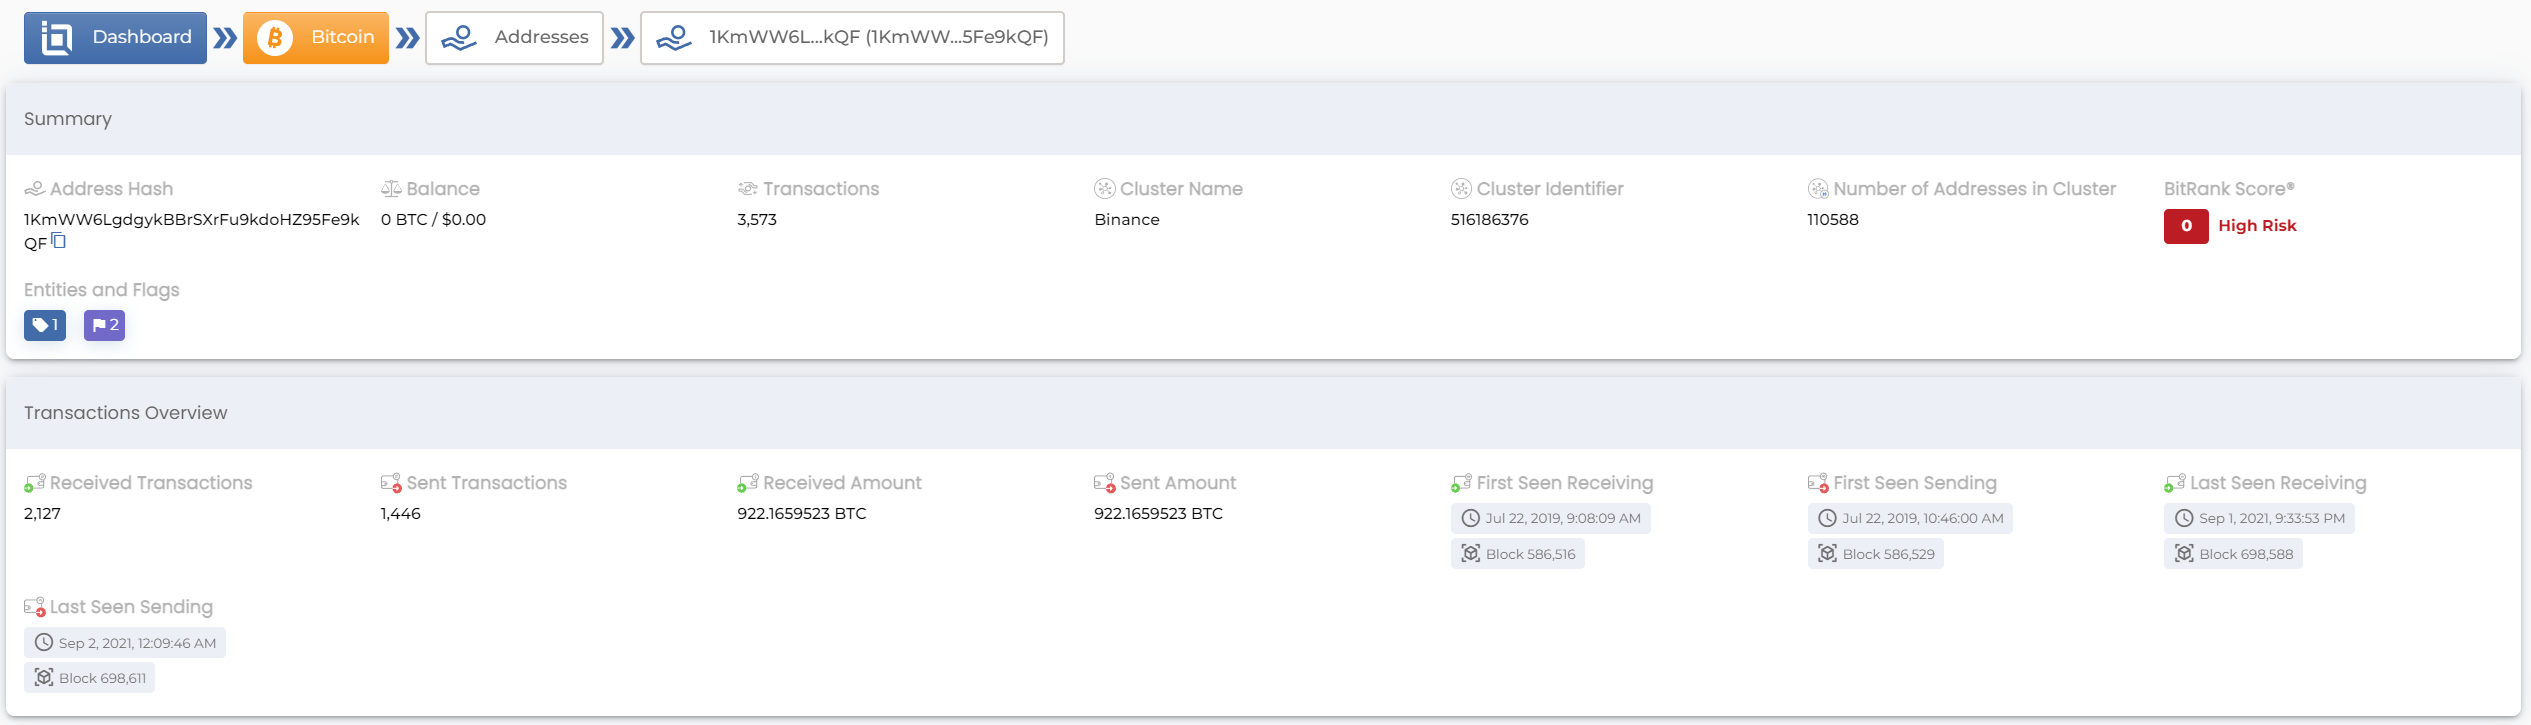 Dashboard
Bitcoin
Addresses
1KmWW6L...kQF (1KmWW...5Fe9kQF)
Summary
Address Hash
1KmWW6LgdgykBBrSXrFu9kdoHZ95Fe9k
QF
Balance
0 BTC / $0.00
Transactions
3,573
Cluster Name
Binance
Cluster Identifier
516186376
Number of Addresses in Cluster
110588
BitRank Score®
0 High Risk
Entities and Flags
1
2
Transactions Overview
Received Transactions
2,127
Sent Transactions
1,446
Received Amount
922.1659523 BTC
Sent Amount
922.1659523 BTC
First Seen Receiving
Jul 22, 2019, 9:08:09 AM
Block 586,516
First Seen Sending
Jul 22, 2019, 10:46:00 AM
Block 586,529
Last Seen Receiving
Sep 1, 2021, 9:33:53 PM
Block 698,588
Last Seen Sending
Sep 2, 2021, 12:09:46 AM
Block 698,611